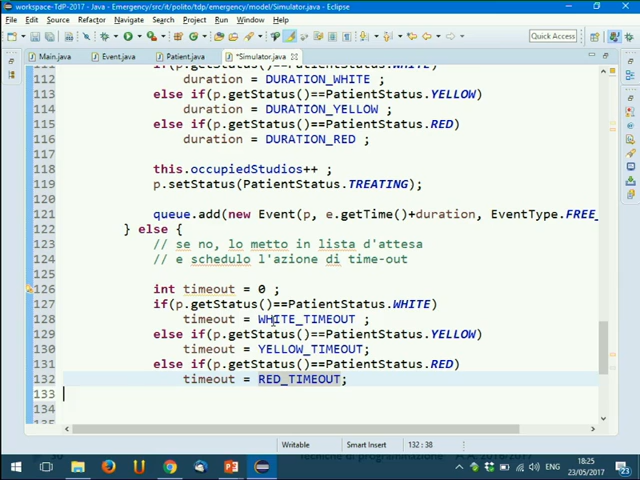 workspace-TdP-2017 - Java - Emergency/src/it/polito/tdp/emergency/model/Simulator.java - Eclipse
File Edit Source Refactor Navigate Search Project Run Window Help
Quick Access
Main.java Event.java Patient.java *Simulator.java
111 if(p.getStatus()==PatientStatus.WHITE)
112 duration = DURATION_WHITE ;
113 else if(p.getStatus()==PatientStatus.YELLOW)
114 duration = DURATION_YELLOW ;
115 else if(p.getStatus()==PatientStatus.RED)
116 duration = DURATION_RED ;
117
118 this.occupiedStudios++ ;
119 p.setStatus(PatientStatus.TREATING);
120
121 queue.add(new Event(p, e.getTime()+duration, EventType.FREE_
122 } else {
123 // se no, lo metto in lista d'attesa
124 // e schedulo l'azione di time-out
125
126 int timeout = 0 ;
127 if(p.getStatus()==PatientStatus.WHITE)
128 timeout = WHITE_TIMEOUT ;
129 else if(p.getStatus()==PatientStatus.YELLOW)
130 timeout = YELLOW_TIMEOUT;
131 else if(p.getStatus()==PatientStatus.RED)
132 timeout = RED_TIMEOUT;
133
134
Writable Smart Insert 132 : 38
18:25
23/05/2017
23